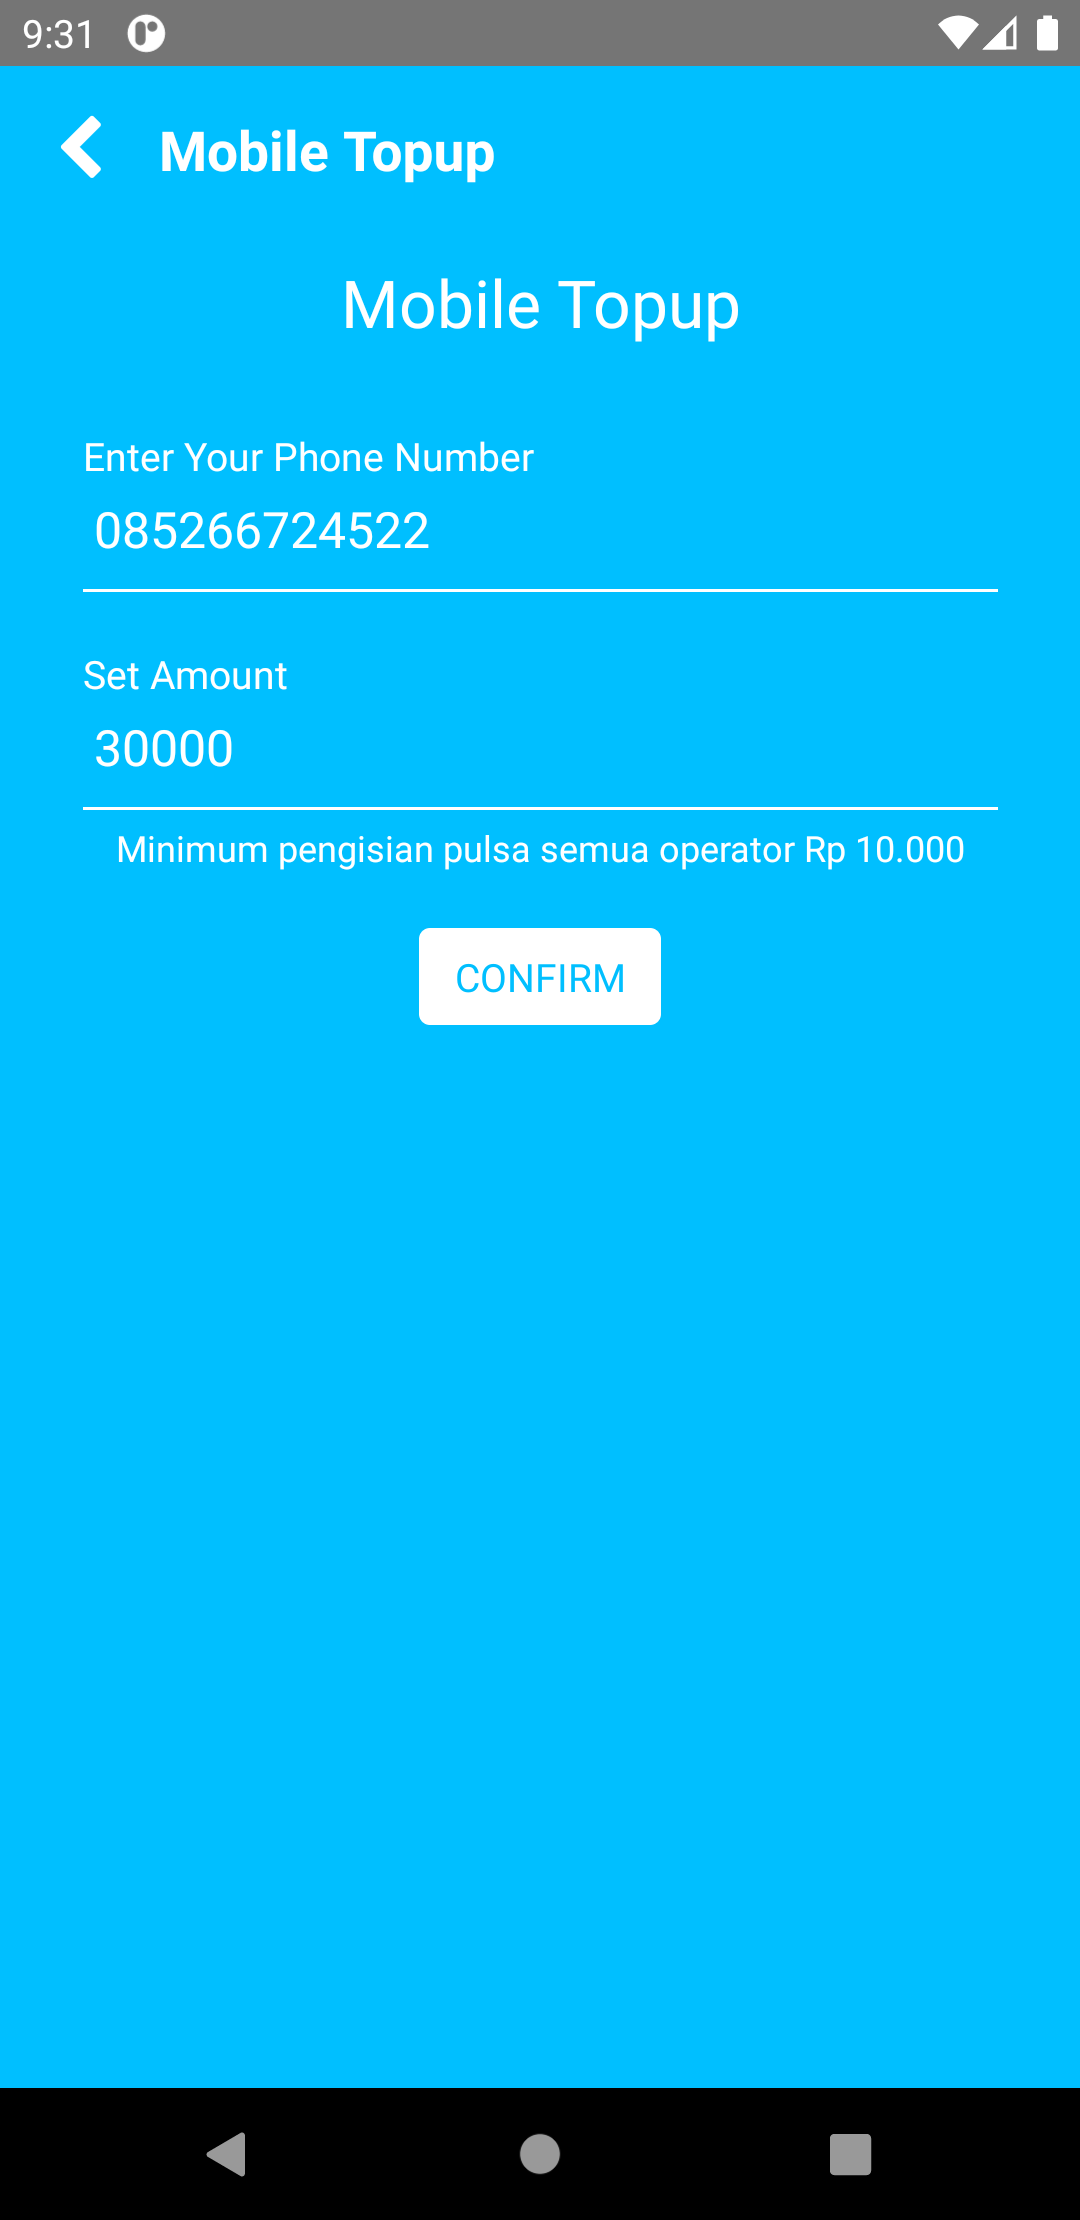 9:31
Mobile Topup
Mobile Topup
Enter Your Phone Number
085266724522
Set Amount
30000
Minimum pengisian pulsa semua operator Rp 10.000
CONFIRM